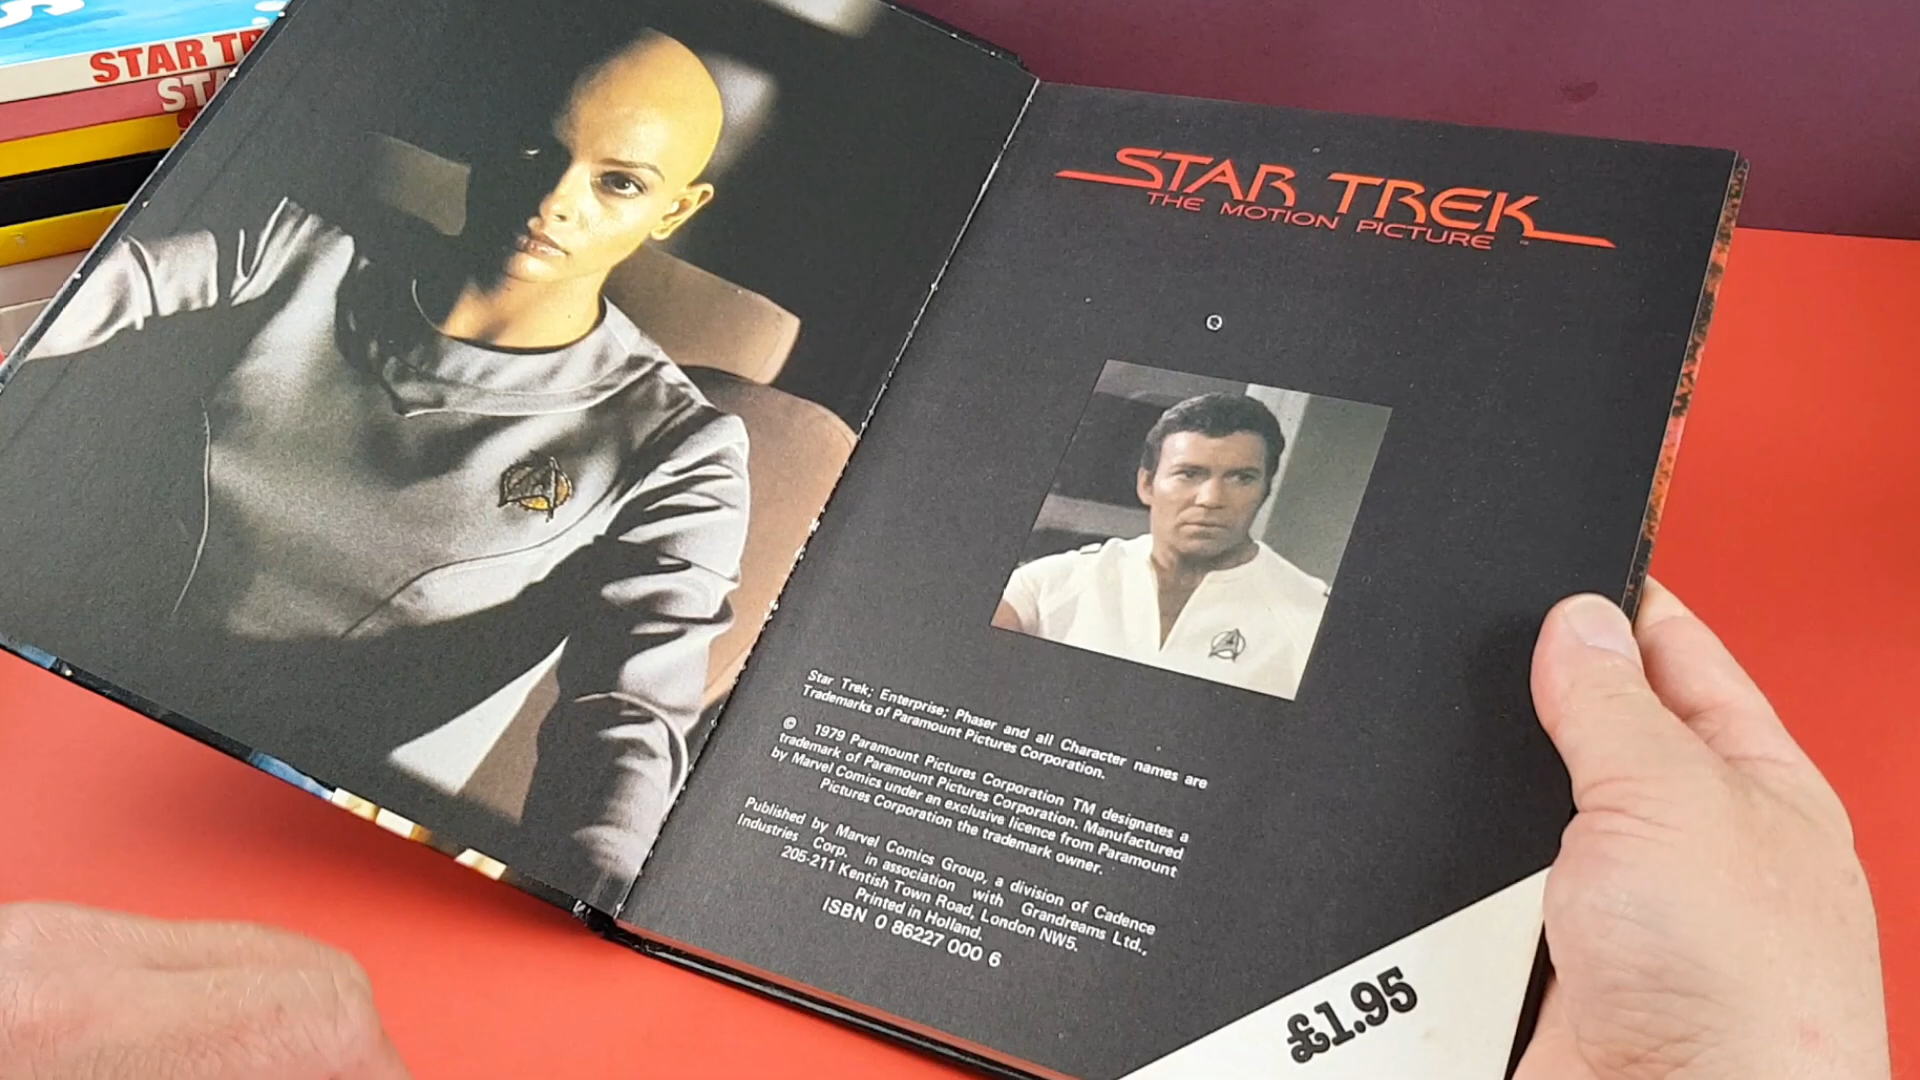 STAR TR
ST
STAR TREK
THE MOTION PICTURE ™
Star Trek; Enterprise; Phaser and all Character names are
Trademarks of Paramount Pictures Corporation.
© 1979 Paramount Pictures Corporation TM designates a
trademark of Paramount Pictures Corporation. Manufactured
by Marvel Comics under an exclusive licence from Paramount
Pictures Corporation the trademark owner.
Published by Marvel Comics Group, a division of Cadence
Industries Corp. in association with Grandreams Ltd.,
205-211 Kentish Town Road, London NW5.
Printed in Holland.
ISBN 0 86227 000 6
£1.95